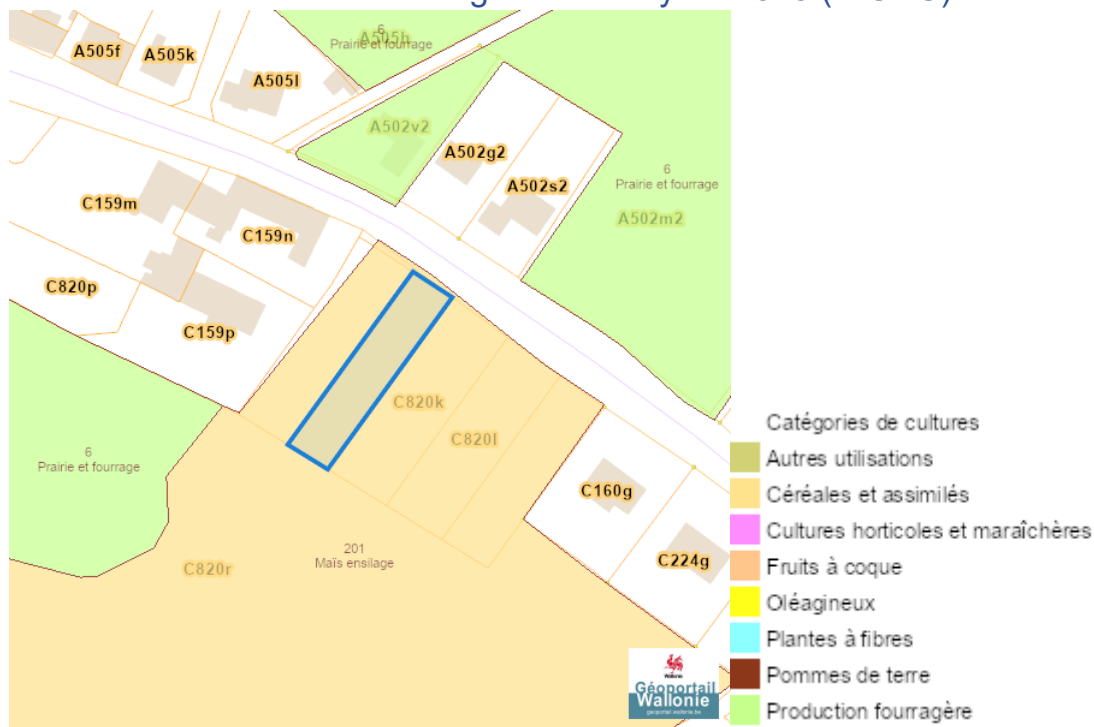 A505f
A505k
A505l
A505h
6
Prairie et fourrage
A502v2
A502g2
A502s2
6
Prairie et fourrage
A502m2
C159m
C159n
C820p
C159p
C820k
C820l
6
Prairie et fourrage
C160g
201
Maïs ensilage
C820r
C224g
Wallonie
Géoportail
Wallonie
geoportail.wallonie.be
Catégories de cultures
Autres utilisations
Céréales et assimilés
Cultures horticoles et maraîchères
Fruits à coque
Oléagineux
Plantes à fibres
Pommes de terre
Production fourragère